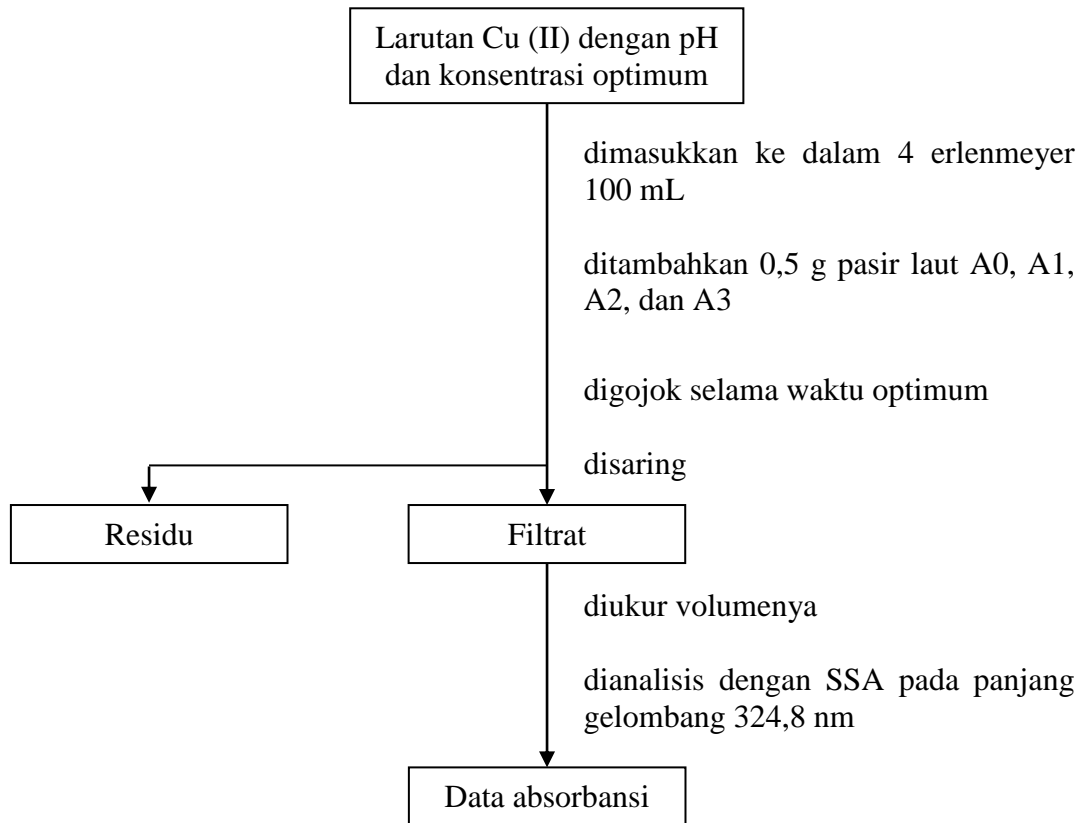 Larutan Cu (II) dengan pH
dan konsentrasi optimum
dimasukkan ke dalam 4 erlenmeyer
100 mL
ditambahkan 0,5 g pasir laut A0, A1,
A2, dan A3
digojok selama waktu optimum
disaring
Residu
Filtrat
diukur volumenya
dianalisis dengan SSA pada panjang
gelombang 324,8 nm
Data absorbansi